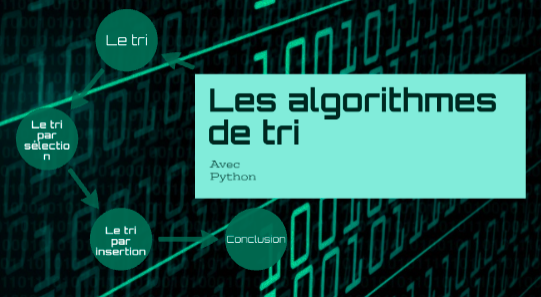 Le tri
Les algorithmes
de tri
Avec
Python
Le tri
par
sélectio
n
Le tri
par
insertion
Conclusion